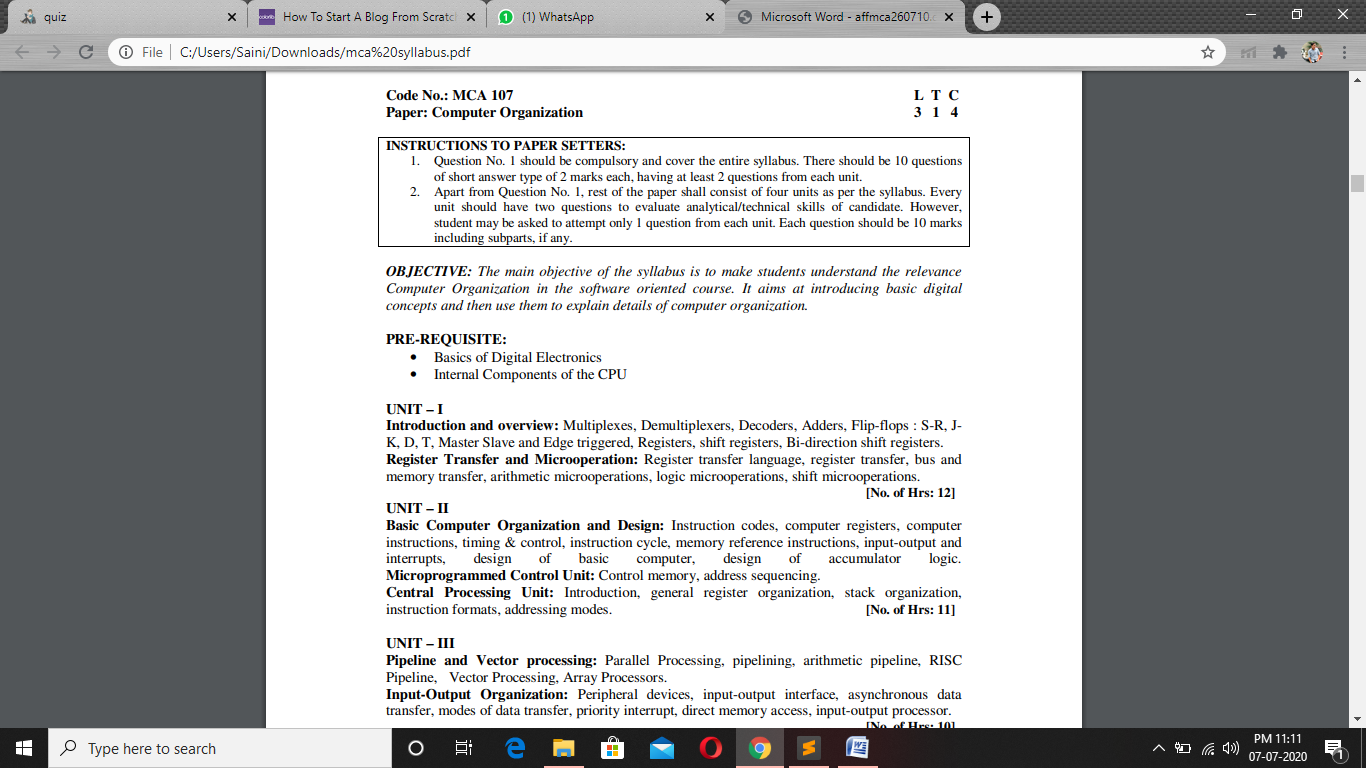 quiz
How To Start A Blog From Scratc
(1) WhatsApp
Microsoft Word - affmca260710.
File
C:/Users/Saini/Downloads/mca%20syllabus.pdf
Code No.: MCA 107 L T C
Paper: Computer Organization 3 1 4
INSTRUCTIONS TO PAPER SETTERS:
1. Question No. 1 should be compulsory and cover the entire syllabus. There should be 10 questions
of short answer type of 2 marks each, having at least 2 questions from each unit.
2. Apart from Question No. 1, rest of the paper shall consist of four units as per the syllabus. Every
unit should have two questions to evaluate analytical/technical skills of candidate. However,
student may be asked to attempt only 1 question from each unit. Each question should be 10 marks
including subparts, if any.
OBJECTIVE: The main objective of the syllabus is to make students understand the relevance
Computer Organization in the software oriented course. It aims at introducing basic digital
concepts and then use them to explain details of computer organization.
PRE-REQUISITE:
• Basics of Digital Electronics
• Internal Components of the CPU
UNIT – I
Introduction and overview: Multiplexes, Demultiplexers, Decoders, Adders, Flip-flops : S-R, J-
K, D, T, Master Slave and Edge triggered, Registers, shift registers, Bi-direction shift registers.
Register Transfer and Microoperation: Register transfer language, register transfer, bus and
memory transfer, arithmetic microoperations, logic microoperations, shift microoperations.
[No. of Hrs: 12]
UNIT – II
Basic Computer Organization and Design: Instruction codes, computer registers, computer
instructions, timing & control, instruction cycle, memory reference instructions, input-output and
interrupts, design of basic computer, design of accumulator logic.
Microprogrammed Control Unit: Control memory, address sequencing.
Central Processing Unit: Introduction, general register organization, stack organization,
instruction formats, addressing modes. [No. of Hrs: 11]
UNIT – III
Pipeline and Vector processing: Parallel Processing, pipelining, arithmetic pipeline, RISC
Pipeline, Vector Processing, Array Processors.
Input-Output Organization: Peripheral devices, input-output interface, asynchronous data
transfer, modes of data transfer, priority interrupt, direct memory access, input-output processor.
[No. of Hrs: 10]
Type here to search
PM 11:11
07-07-2020
1